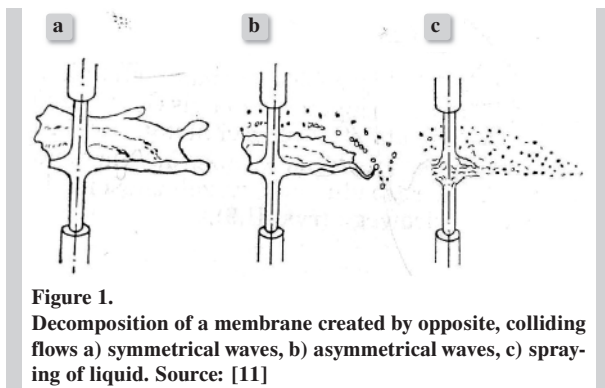 a
b
c
Figure 1.
Decomposition of a membrane created by opposite, colliding
flows a) symmetrical waves, b) asymmetrical waves, c) spray-
ing of liquid. Source: [11]